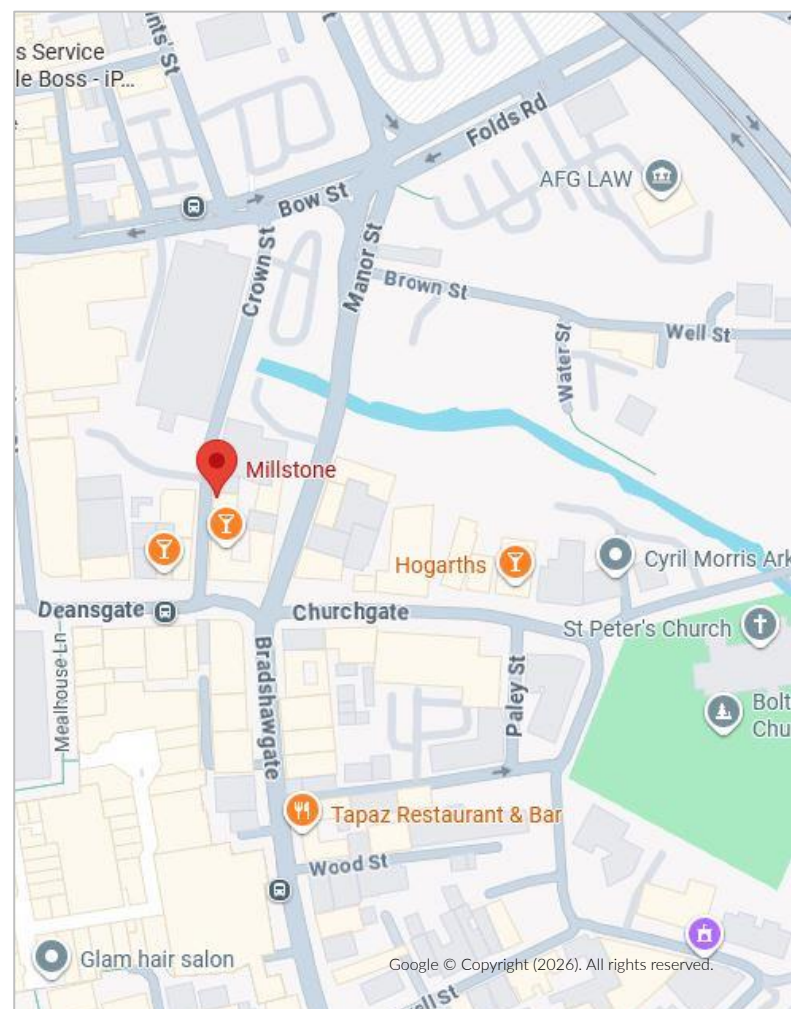 s Service
le Boss - iP...
nts' St
Folds Rd
AFG LAW
Bow St
Crown St
Manor St
Brown St
Well St
Water St
Millstone
Hogarths
Cyril Morris Ark
Deansgate
Churchgate
St Peter's Church
Mealhouse Ln
Bradshawgate
Paley St
Bolt
Chu
Tapaz Restaurant & Bar
Wood St
Glam hair salon
Google © Copyright (2026). All rights reserved.
ell St